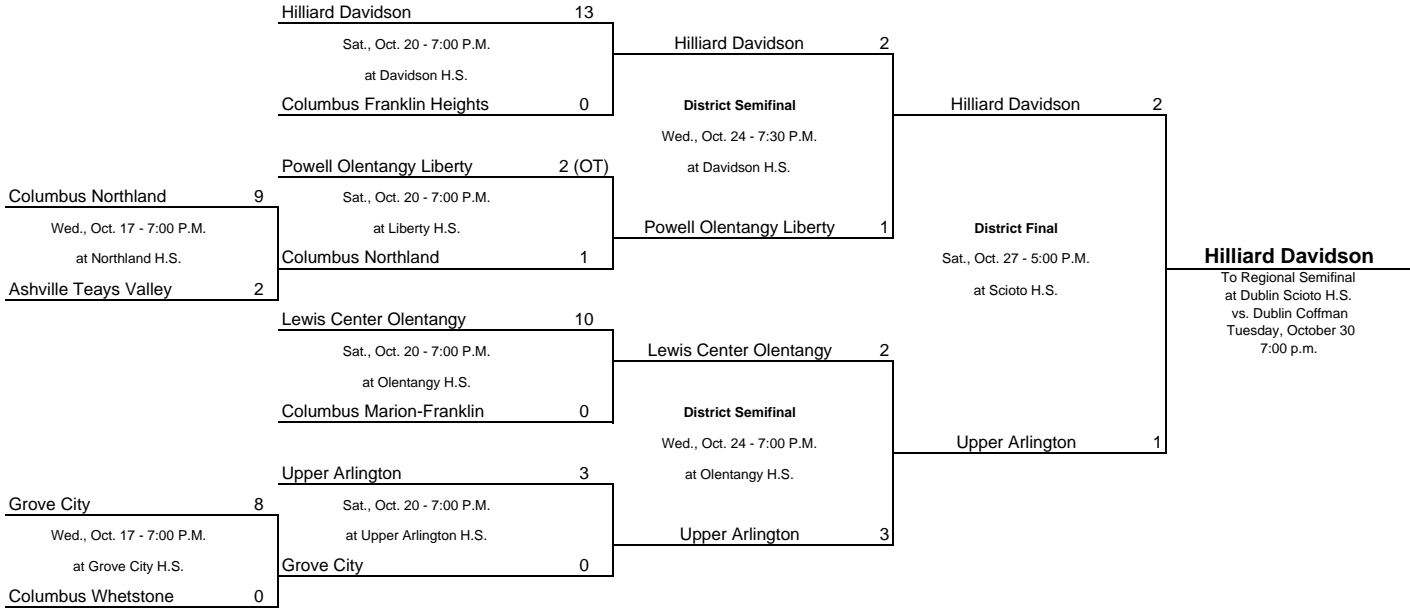 Hilliard Davidson 13
Sat., Oct. 20 - 7:00 P.M.
at Davidson H.S.
Columbus Franklin Heights 0
Hilliard Davidson 2
District Semifinal
Wed., Oct. 24 - 7:30 P.M.
at Davidson H.S.
Powell Olentangy Liberty 1
Powell Olentangy Liberty 2 (OT)
Sat., Oct. 20 - 7:00 P.M.
at Liberty H.S.
Columbus Northland 1
Columbus Northland 9
Wed., Oct. 17 - 7:00 P.M.
at Northland H.S.
Ashville Teays Valley 2
Hilliard Davidson 2
District Final
Sat., Oct. 27 - 5:00 P.M.
at Scioto H.S.
Upper Arlington 1
Hilliard Davidson
To Regional Semifinal
at Dublin Scioto H.S.
vs. Dublin Coffman
Tuesday, October 30
7:00 p.m.
Lewis Center Olentangy 10
Sat., Oct. 20 - 7:00 P.M.
at Olentangy H.S.
Columbus Marion-Franklin 0
Lewis Center Olentangy 2
District Semifinal
Wed., Oct. 24 - 7:00 P.M.
at Olentangy H.S.
Upper Arlington 3
Upper Arlington 3
Sat., Oct. 20 - 7:00 P.M.
at Upper Arlington H.S.
Grove City 0
Grove City 8
Wed., Oct. 17 - 7:00 P.M.
at Grove City H.S.
Columbus Whetstone 0